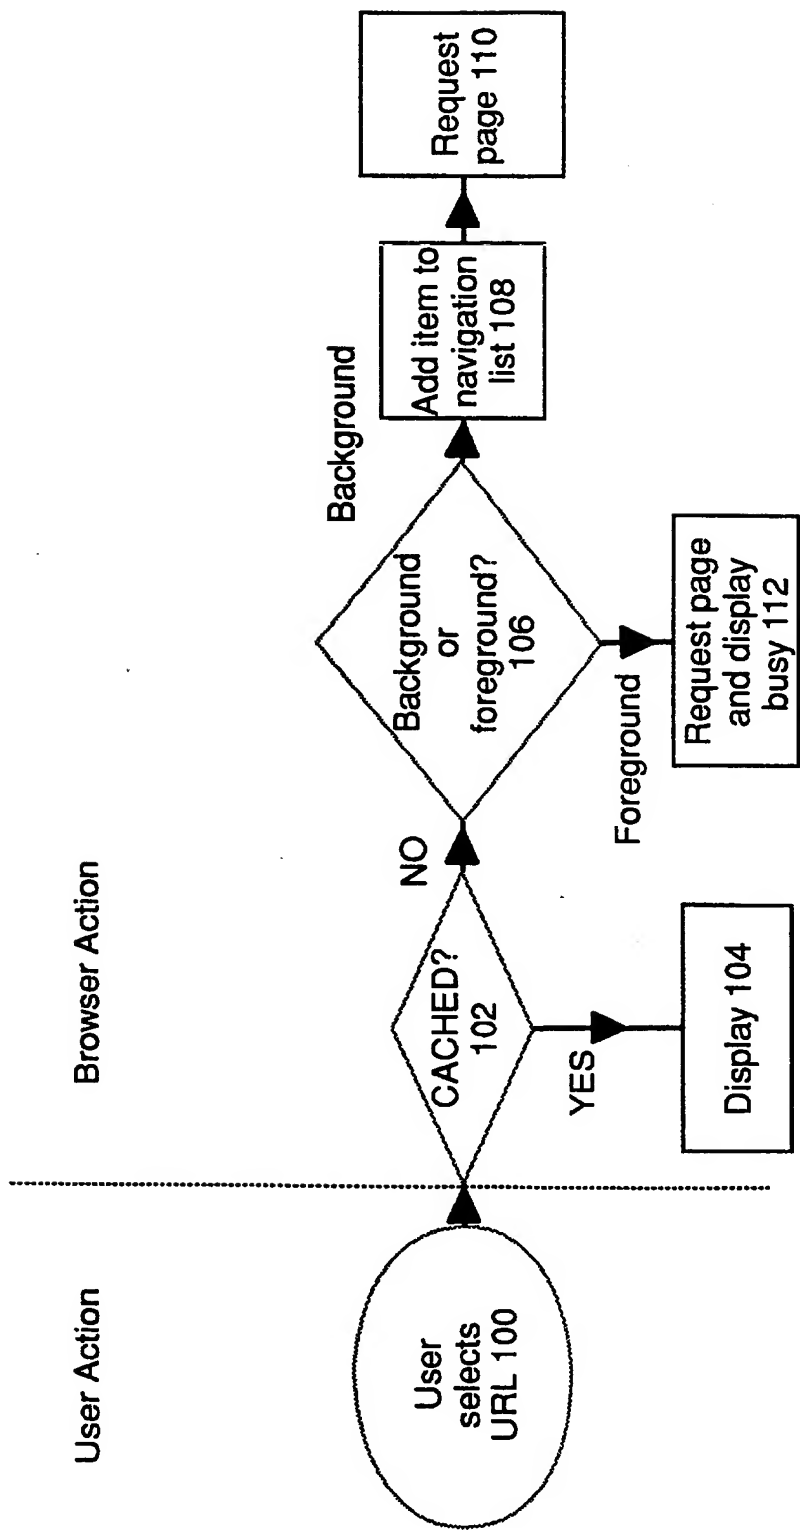 User Action
Browser Action
User
selects
URL 100
CACHED?
102
NO
YES
Display 104
Background
or
foreground?
106
Background
Foreground
Add item to
navigation
list 108
Request
page 110
Request page
and display
busy 112